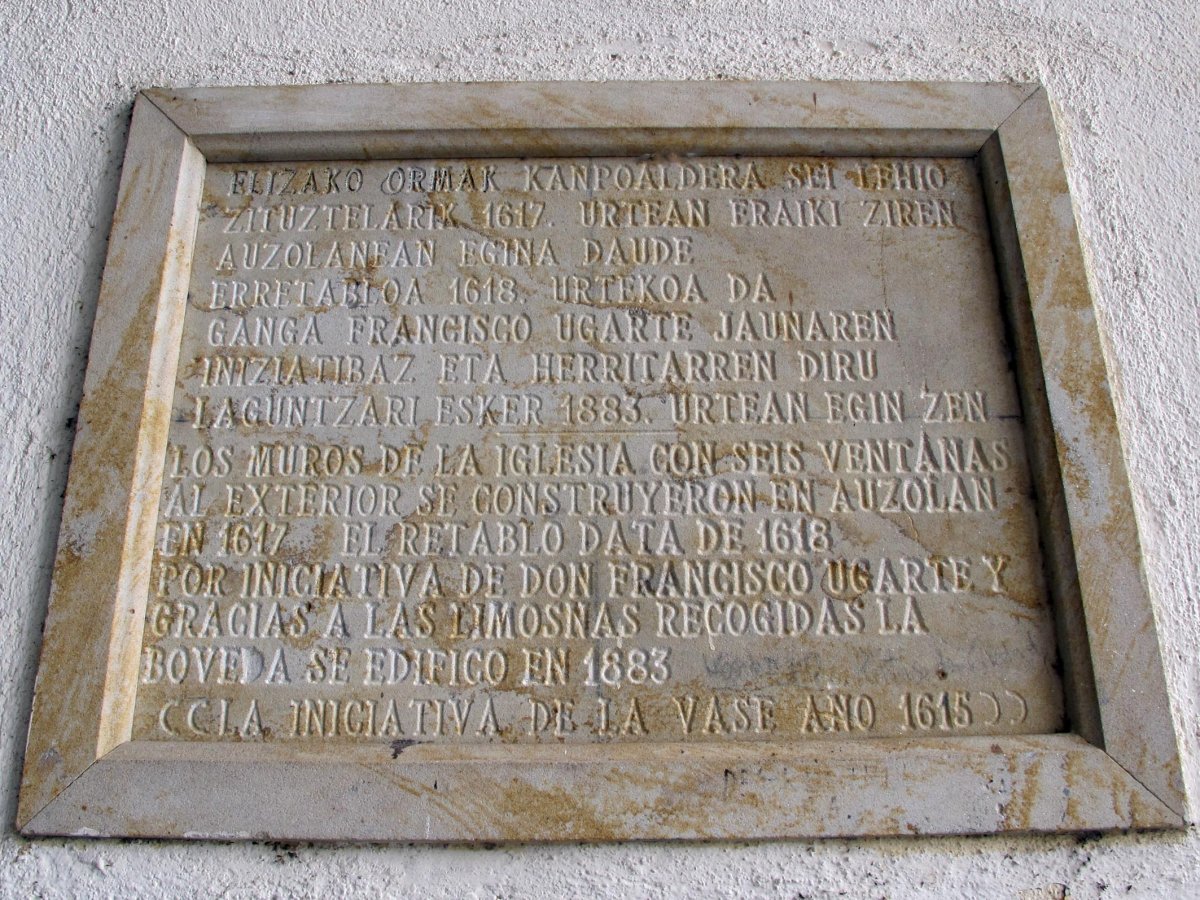 ELIZAKO ORMAK KANPOALDERA SEI LEHIO
ZITUZTELARIK 1617. URTEAN ERAIKI ZIREN
AUZOLANEAN EGINA DAUDE
ERRETABLOA 1618. URTEKOA DA
GANGA FRANCISCO UGARTE JAUNAREN
INIZIATIBAZ ETA HERRITARREN DIRU
LAGUNTZARI ESKER 1883. URTEAN EGIN ZEN
LOS MUROS DE LA IGLESIA CON SEIS VENTANAS
AL EXTERIOR SE CONSTRUYERON EN AUZOLAN
EN 1617 EL RETABLO DATA DE 1618
POR INICIATIVA DE DON FRANCISCO UGARTE Y
GRACIAS A LAS LIMOSNAS RECOGIDAS LA
BOVEDA SE EDIFICO EN 1883
((LA INICIATIVA DE LA VASE AÑO 1615))